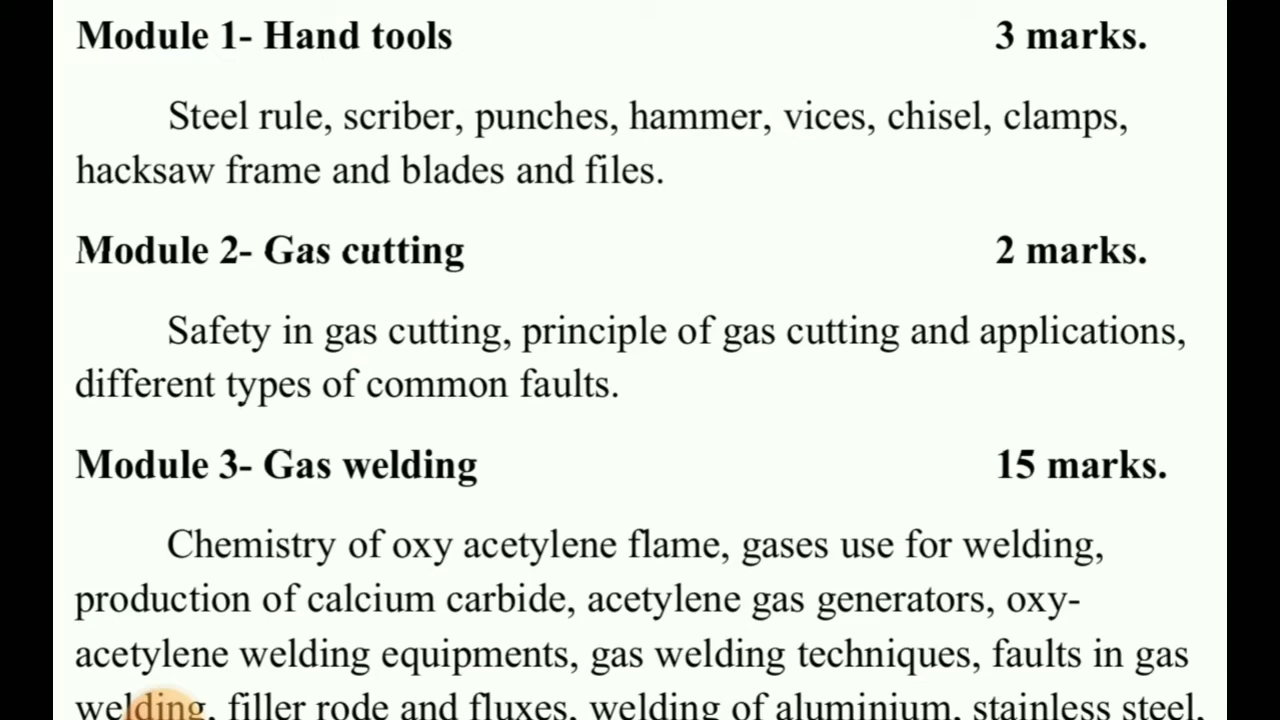 Module 1- Hand tools 3 marks.
Steel rule, scriber, punches, hammer, vices, chisel, clamps,
hacksaw frame and blades and files.
Module 2- Gas cutting 2 marks.
Safety in gas cutting, principle of gas cutting and applications,
different types of common faults.
Module 3- Gas welding 15 marks.
Chemistry of oxy acetylene flame, gases use for welding,
production of calcium carbide, acetylene gas generators, oxy-
acetylene welding equipments, gas welding techniques, faults in gas
welding, filler rode and fluxes, welding of aluminium, stainless steel,